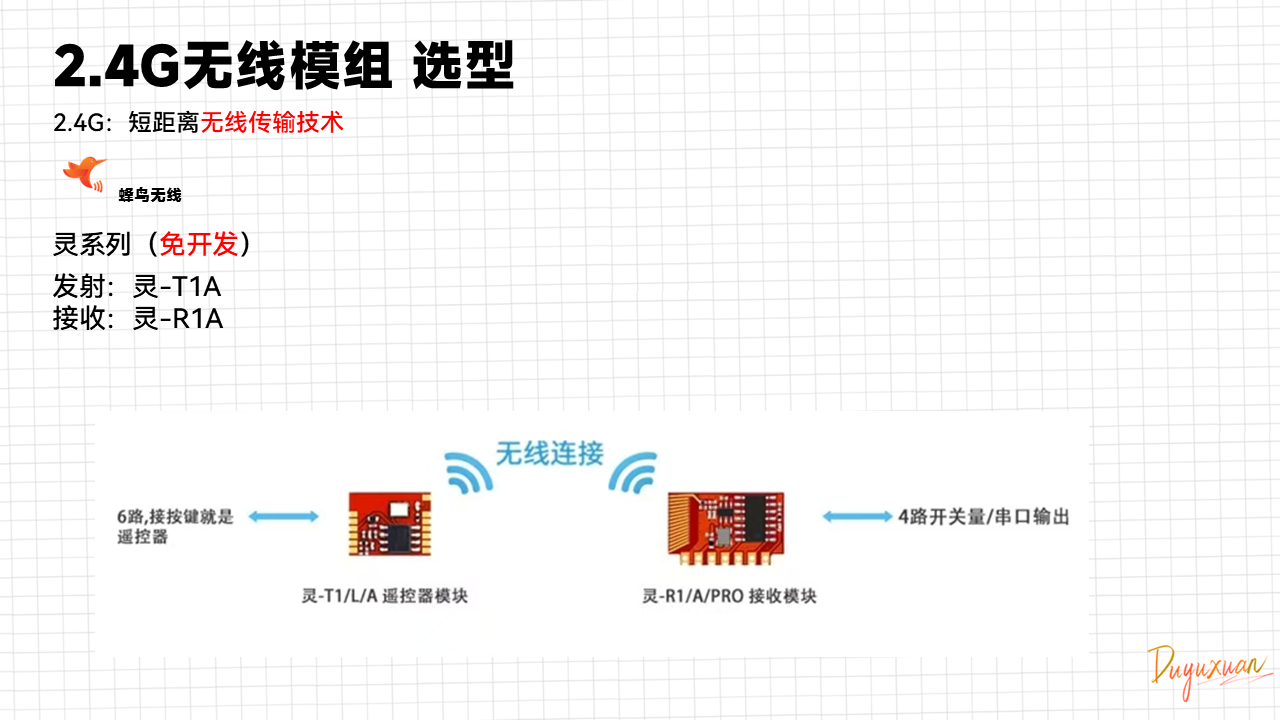 2.4G无线模组 选型
2.4G：短距离无线传输技术
蜂鸟无线
灵系列（免开发）
发射：灵-T1A
接收：灵-R1A
无线连接
6路,接按键就是
遥控器
4路开关量/串口输出
灵-T1/L/A 遥控器模块
灵-R1/A/PRO 接收模块
Duyuxuan